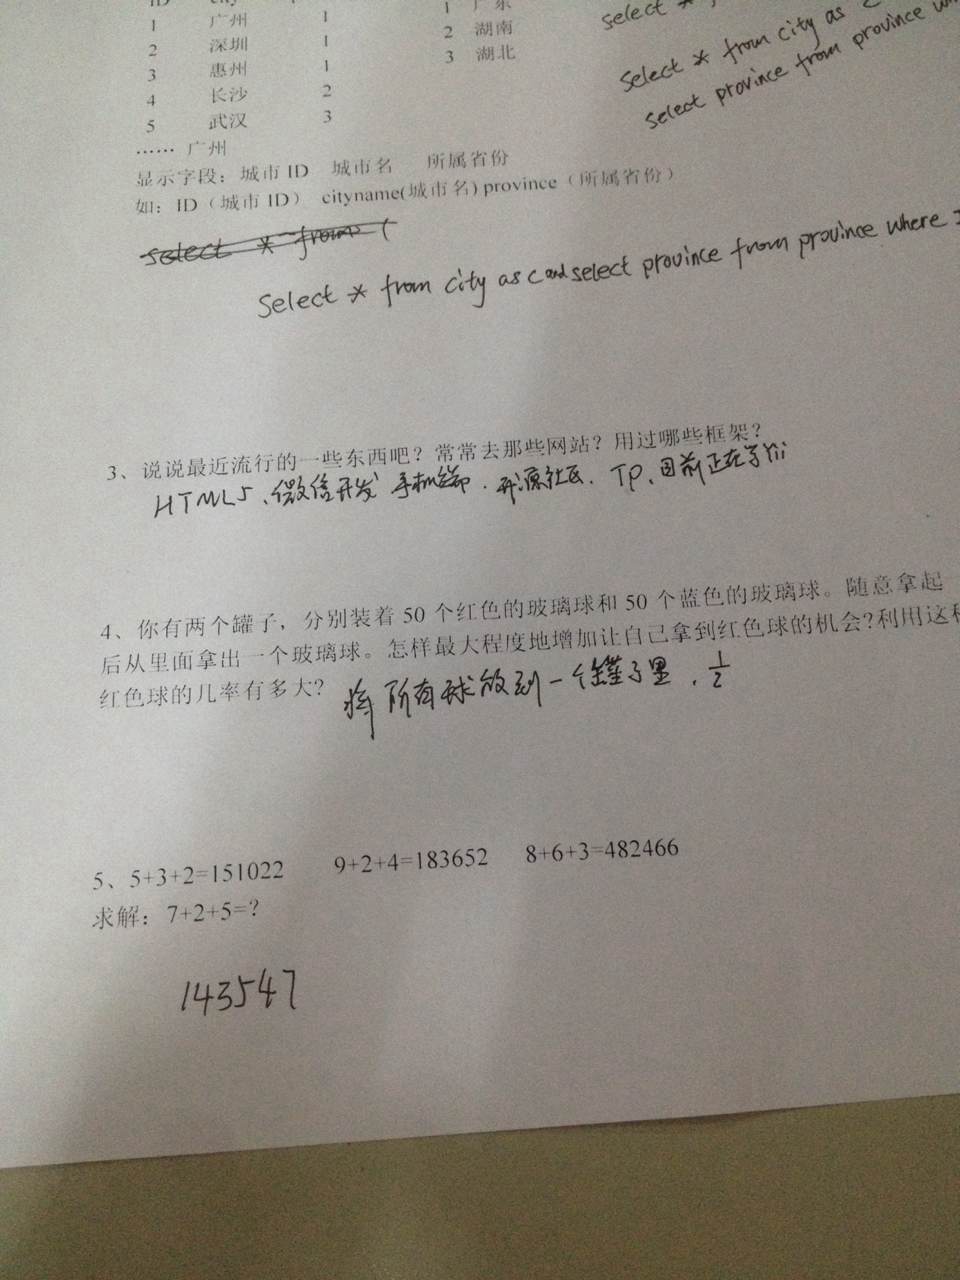 1 广州 1
2 深圳 1
3 惠州 1
4 长沙 2
5 武汉 3
1 广东
2 湖南
3 湖北
select *
select * from city as
select province from province
…… 广州
显示字段：城市 ID 城市名 所属省份
如：ID（城市 ID） cityname(城市名) province（所属省份）
select * from (
select * from city as c and select province from province where
3、说说最近流行的一些东西吧？常常去那些网站？用过哪些框架？
HTML5、微信开发 手机端. 开源社区、TP、目前正在学Yii
4、你有两个罐子，分别装着 50 个红色的玻璃球和 50 个蓝色的玻璃球。随意拿起一
后从里面拿出一个玻璃球。怎样最大程度地增加让自己拿到红色球的机会?利用这种
红色球的几率有多大?
将所有球放到一个罐子里、1/2
5、5+3+2=151022 9+2+4=183652 8+6+3=482466
求解：7+2+5=?
143547